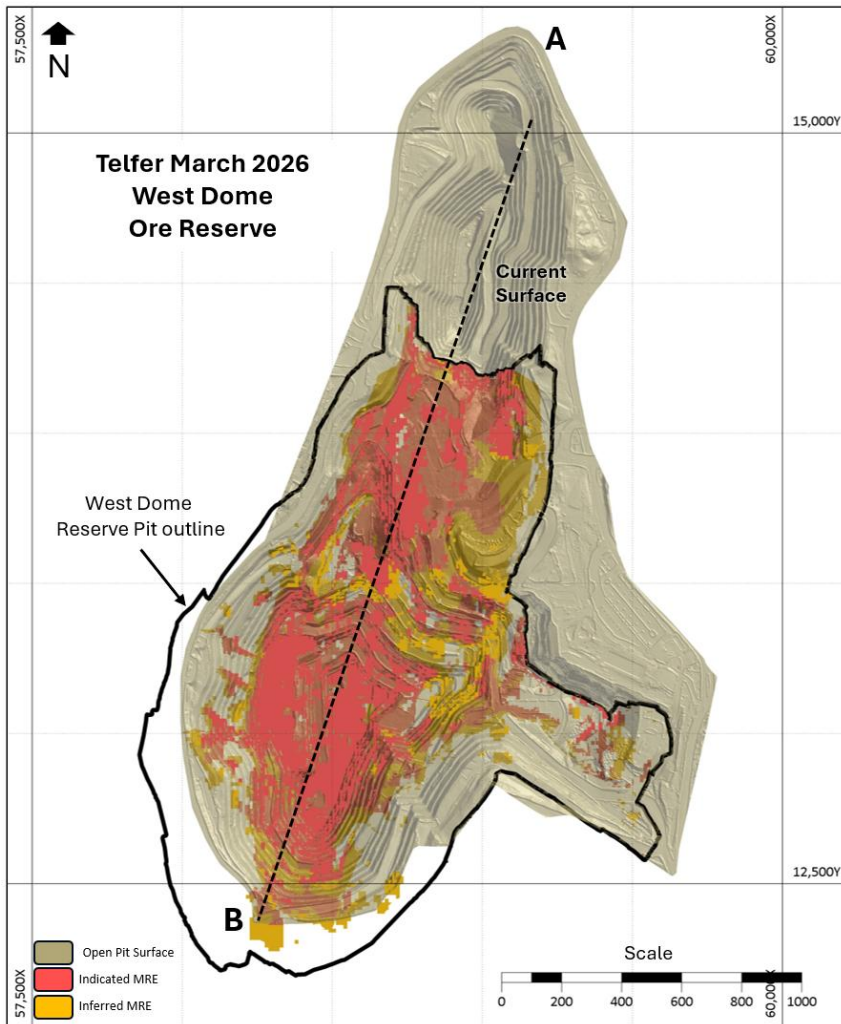 57,500X
60,000X
N
A
15,000Y
Telfer March 2026
West Dome
Ore Reserve
Current
Surface
West Dome
Reserve Pit outline
12,500Y
B
Open Pit Surface
Indicated MRE
Inferred MRE
57,500X
Scale
60,000X
0 200 400 600 800 1000